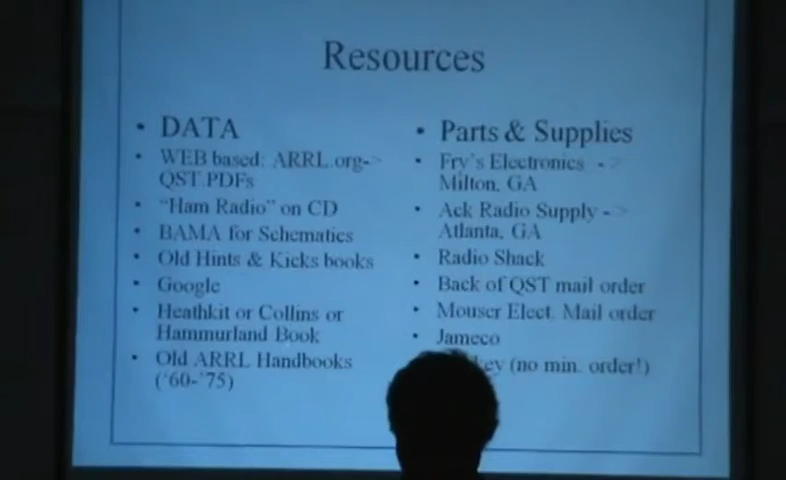 Resources
• DATA
• WEB based: ARRL.org->
QST.PDFs
• “Ham Radio” on CD
• BAMA for Schematics
• Old Hints & Kicks books
• Google
• Heathkit or Collins or
Hammurland Book
• Old ARRL Handbooks
(‘60-’75)
• Parts & Supplies
• Fry’s Electronics ->
Milton, GA
• Ack Radio Supply ->
Atlanta, GA
• Radio Shack
• Back of QST mail order
• Mouser Elect. Mail order
• Jameco
(no min. order!)